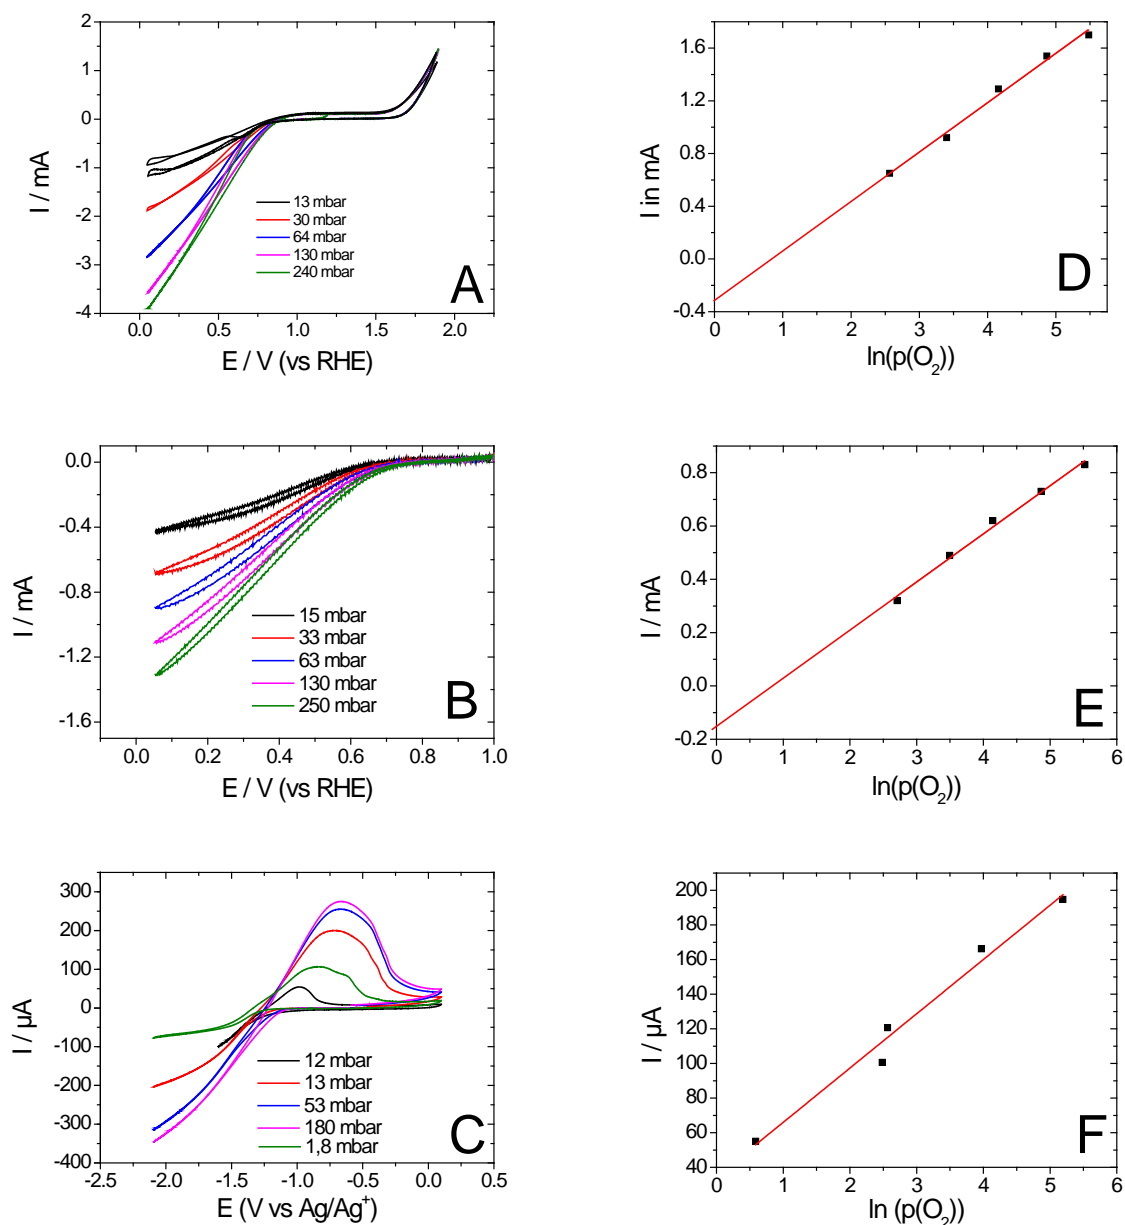 2
1
0
-1
-2
-3
-4
I / mA
13 mbar
30 mbar
64 mbar
130 mbar
240 mbar
A
0.0 0.5 1.0 1.5 2.0
E / V (vs RHE)
1.6
1.2
0.8
0.4
0.0
-0.4
I in mA
D
0 1 2 3 4 5
ln(p(O₂))
0.0
-0.4
-0.8
-1.2
-1.6
I / mA
15 mbar
33 mbar
63 mbar
130 mbar
250 mbar
B
0.0 0.2 0.4 0.6 0.8 1.0
E / V (vs RHE)
0.8
0.6
0.4
0.2
0.0
-0.2
I / mA
E
0 1 2 3 4 5 6
ln(p(O₂))
300
200
100
0
-100
-200
-300
-400
I / µA
12 mbar
13 mbar
53 mbar
180 mbar
1,8 mbar
C
-2.5 -2.0 -1.5 -1.0 -0.5 0.0 0.5
E (V vs Ag/Ag⁺)
200
180
160
140
120
100
80
60
40
I / µA
F
0 1 2 3 4 5 6
ln (p(O₂))